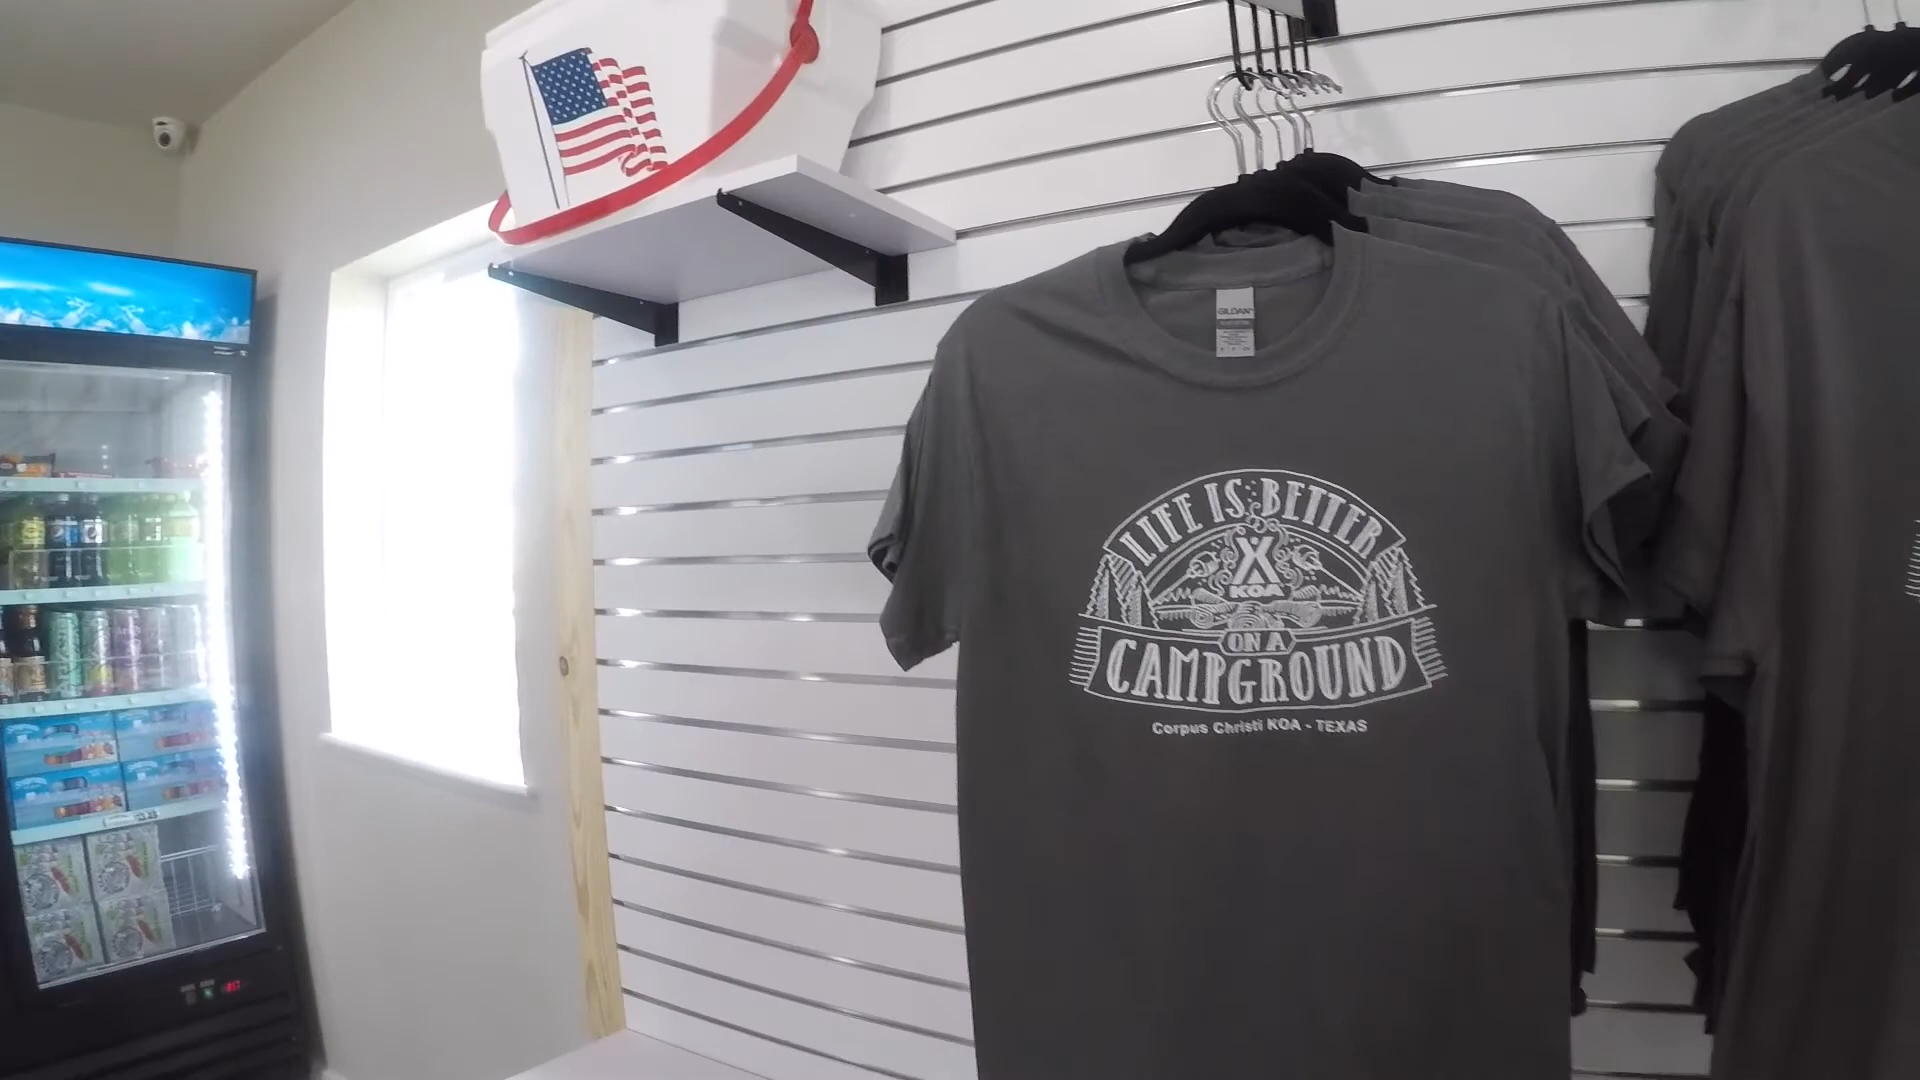 GILDAN
LIFE IS BETTER
KOA
ON A
CAMPGROUND
Corpus Christi KOA - TEXAS